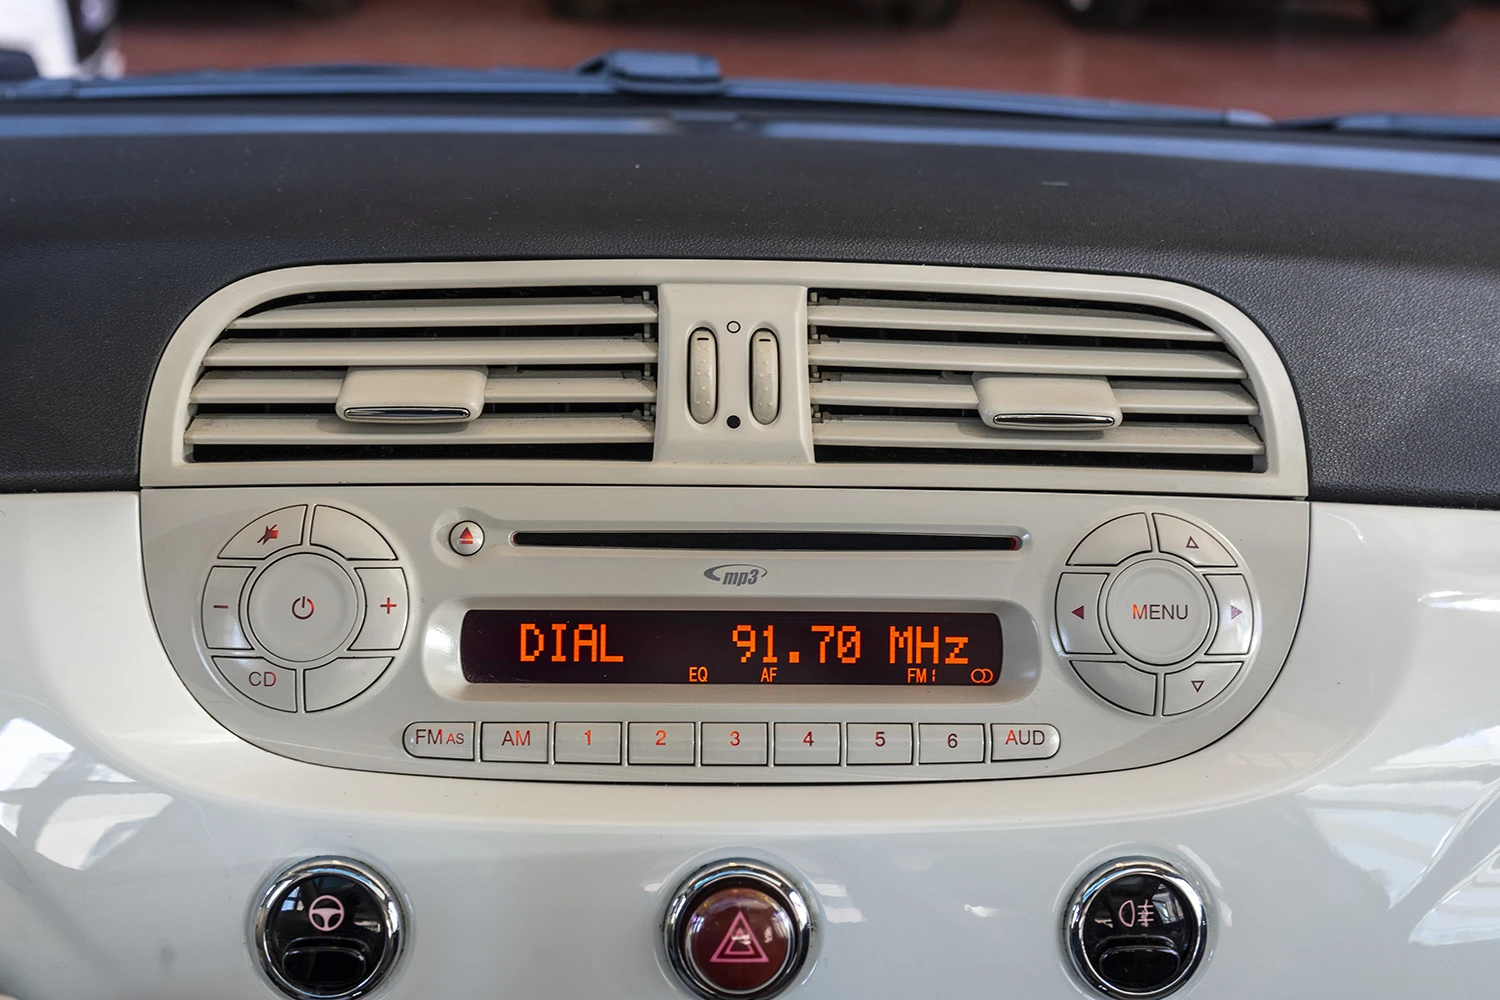 mp3
DIAL 91.70 MHz
EQ AF FM1
CD
MENU
FM AS AM 1 2 3 4 5 6 AUD